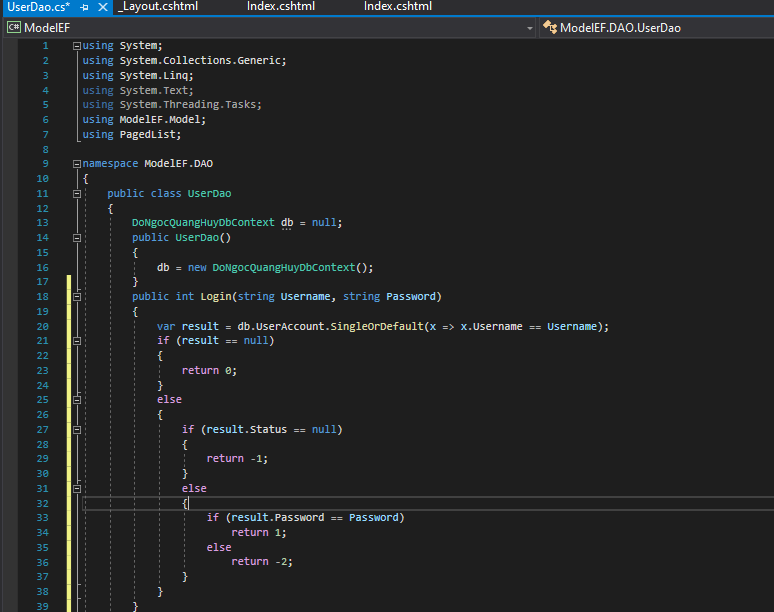 UserDao.cs* _Layout.cshtml Index.cshtml Index.cshtml
C# ModelEF ModelEF.DAO.UserDao
1 using System;
2 using System.Collections.Generic;
3 using System.Linq;
4 using System.Text;
5 using System.Threading.Tasks;
6 using ModelEF.Model;
7 using PagedList;
8
9 namespace ModelEF.DAO
10 {
11 public class UserDao
12 {
13 DoNgocQuangHuyDbContext db = null;
14 public UserDao()
15 {
16 db = new DoNgocQuangHuyDbContext();
17 }
18 public int Login(string Username, string Password)
19 {
20 var result = db.UserAccount.SingleOrDefault(x => x.Username == Username);
21 if (result == null)
22 {
23 return 0;
24 }
25 else
26 {
27 if (result.Status == null)
28 {
29 return -1;
30 }
31 else
32 {
33 if (result.Password == Password)
34 return 1;
35 else
36 return -2;
37 }
38 }
39 }